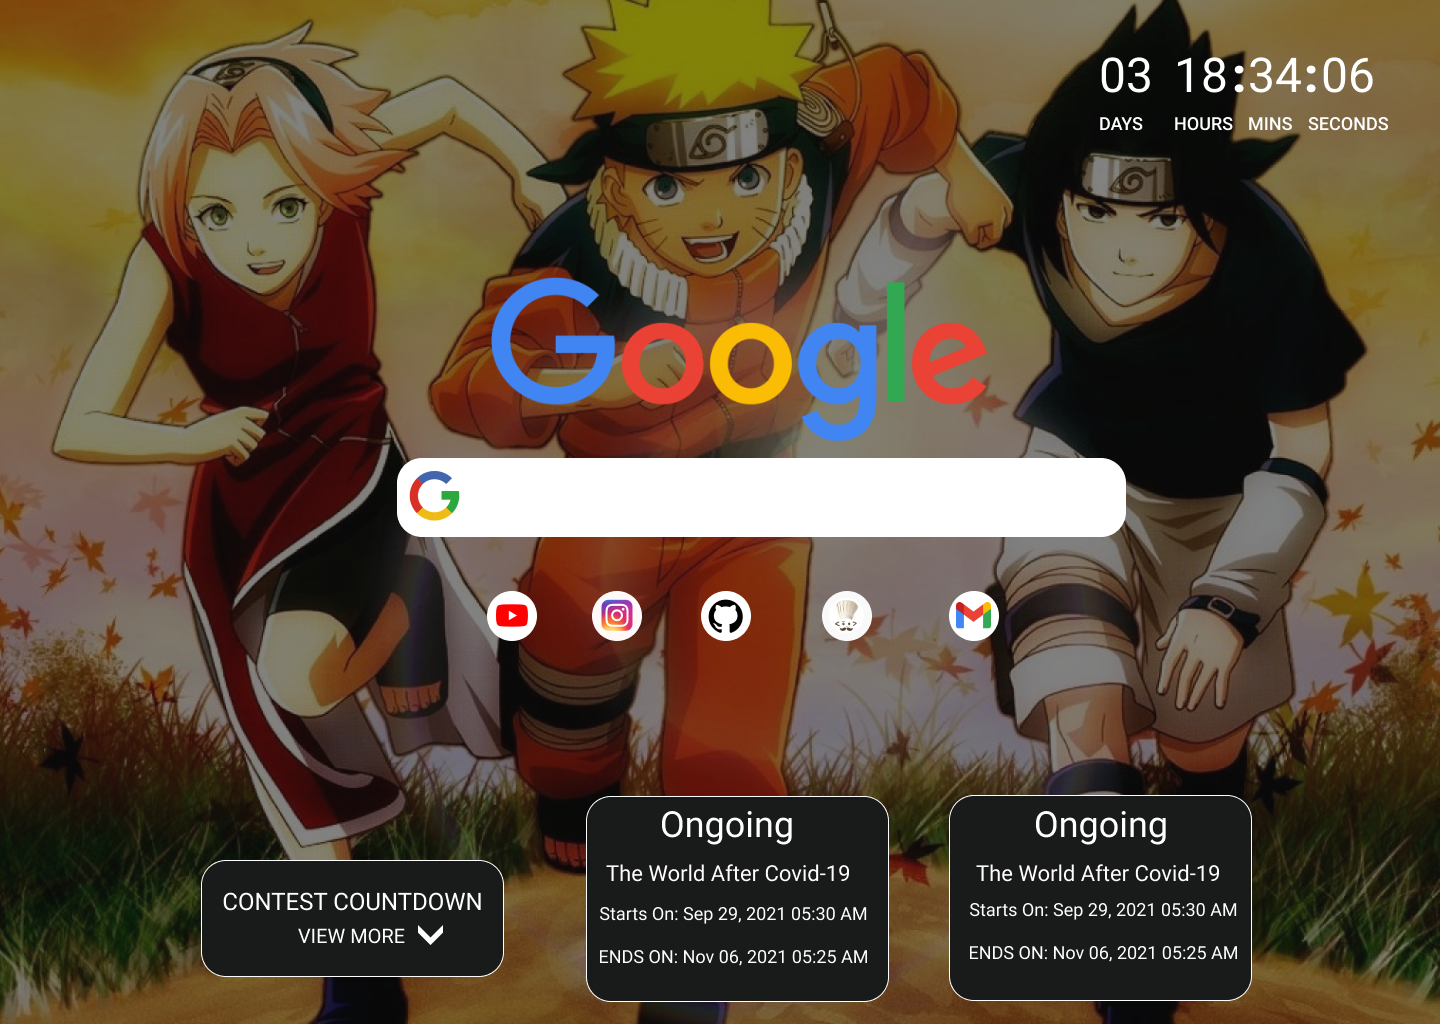 03 18:34:06
DAYS HOURS MINS SECONDS
Google
Ongoing
The World After Covid-19
Starts On: Sep 29, 2021 05:30 AM
ENDS ON: Nov 06, 2021 05:25 AM
Ongoing
The World After Covid-19
Starts On: Sep 29, 2021 05:30 AM
ENDS ON: Nov 06, 2021 05:25 AM
CONTEST COUNTDOWN
VIEW MORE